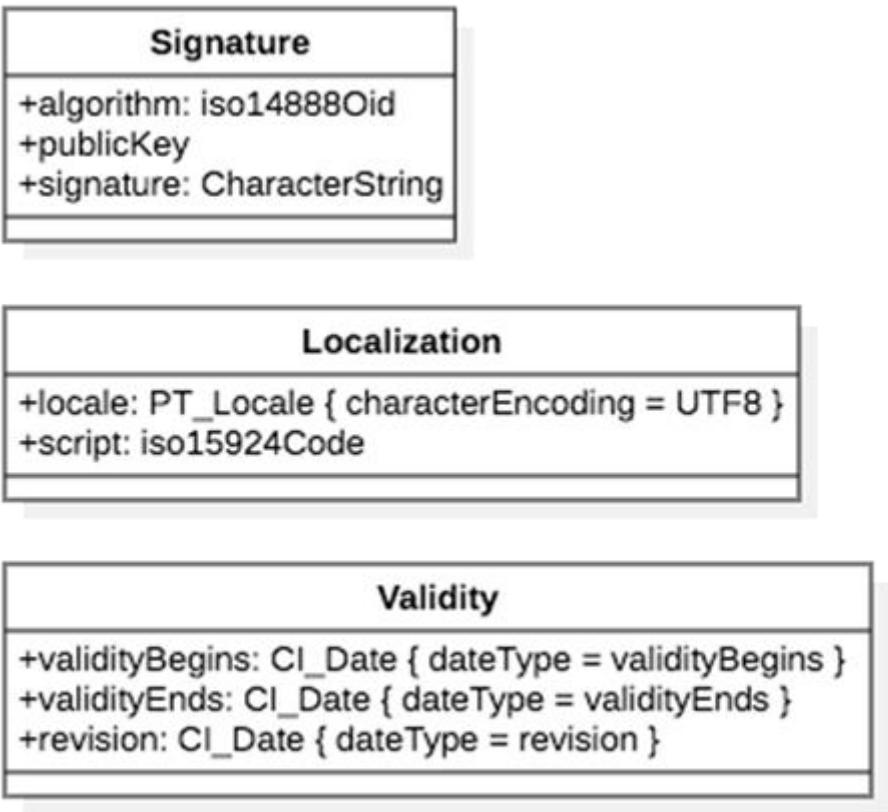 Signature
+algorithm: iso14888Oid
+publicKey
+signature: CharacterString
Localization
+locale: PT_Locale { characterEncoding = UTF8 }
+script: iso15924Code
Validity
+validityBegins: CI_Date { dateType = validityBegins }
+validityEnds: CI_Date { dateType = validityEnds }
+revision: CI_Date { dateType = revision }